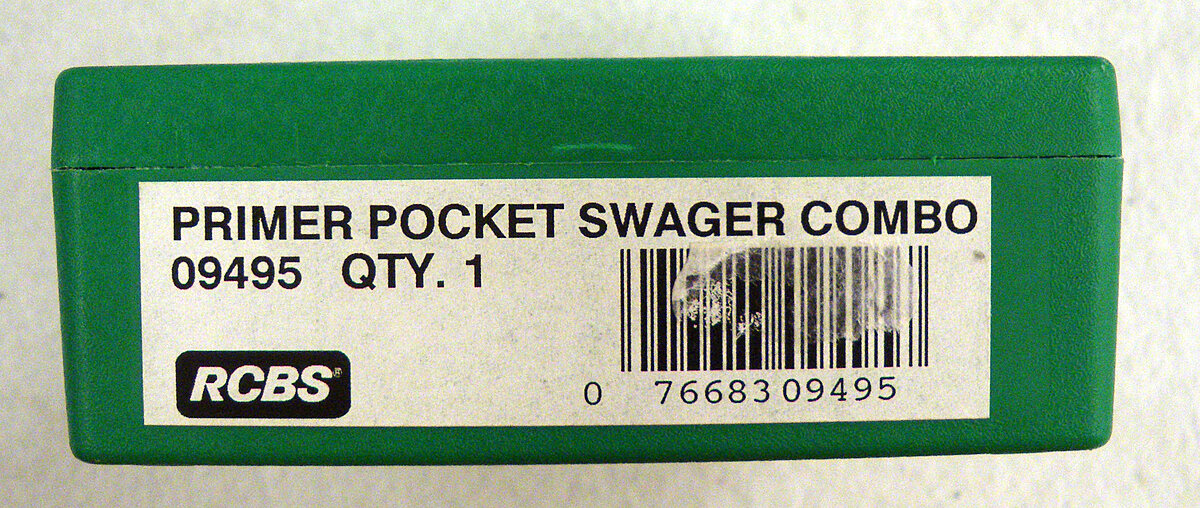 PRIMER POCKET SWAGER COMBO
09495 QTY. 1
RCBS®
0 76683 09495